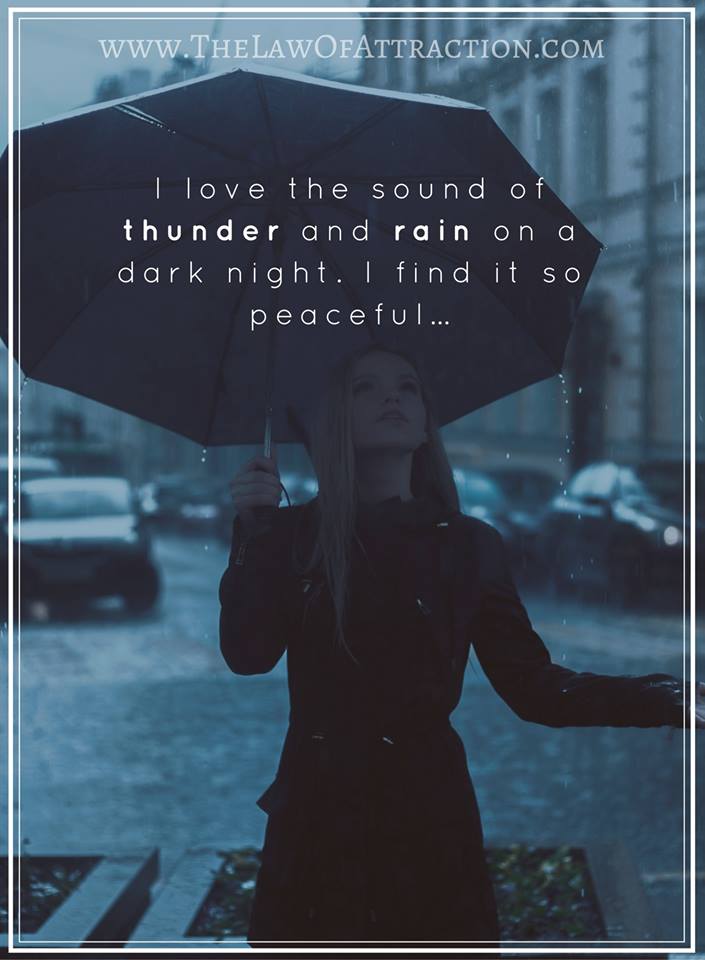 www.TheLawOfAttraction.com
I love the sound of
thunder and rain on a
dark night. I find it so
peaceful...